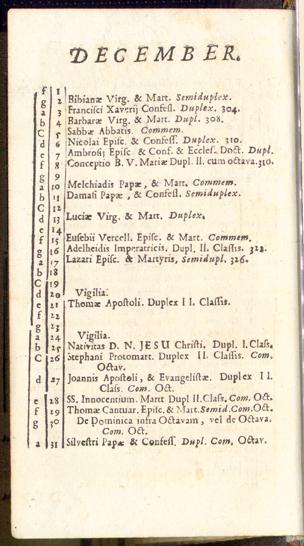 DECEMBER.
f 1
g 2 Bibianæ Virg. & Mart. Semiduplex.
a 3 Francisci Xaverij Confess. Duplex. 304.
b 4 Barbaræ Virg. & Mart. Dupl. 308.
C 5 Sabbæ Abbatis. Commem.
d 6 Nicolai Episc. & Confess. Duplex. 310.
e 7 Ambrosij Episc. & Conf. & Eccles. Doct. Dupl.
f 8 Conceptio B. V. Mariæ Dupl. II. cum octava. 310.
g 9
a 10 Melchiadis Papæ, & Mart. Commem.
b 11 Damasi Papæ, & Confess. Semiduplex.
C 12
d 13 Luciæ Virg. & Mart. Duplex.
e 14
f 15 Eusebii Vercell. Episc. & Mart. Commem.
g 16 Adelheidis Imperatricis. Dupl. II. Classis. 323.
a 17 Lazari Episc. & Martyris, Semidupl. 326.
b 18
C 19
d 20 Vigilia.
e 21 Thomæ Apostoli. Duplex II. Classis.
f 22
g 23
a 24 Vigilia.
b 25 Nativitas D. N. JESU Christi. Dupl. I. Class.
C 26 Stephani Protomart. Duplex II. Classis. Com.
Octav.
d 27 Joannis Apostoli, & Evangelistæ. Duplex II.
Class. Com. Oct.
e 28 SS. Innocentium. Martt Dupl II. Class. Com. Oct.
f 29 Thomæ Cantuar. Episc. & Mart. Semid. Com. Oct.
g 30 De Dominica infra Octavam, vel de Octava.
Com. Oct.
a 31 Silvestri Papæ & Confess. Dupl. Com. Octav.